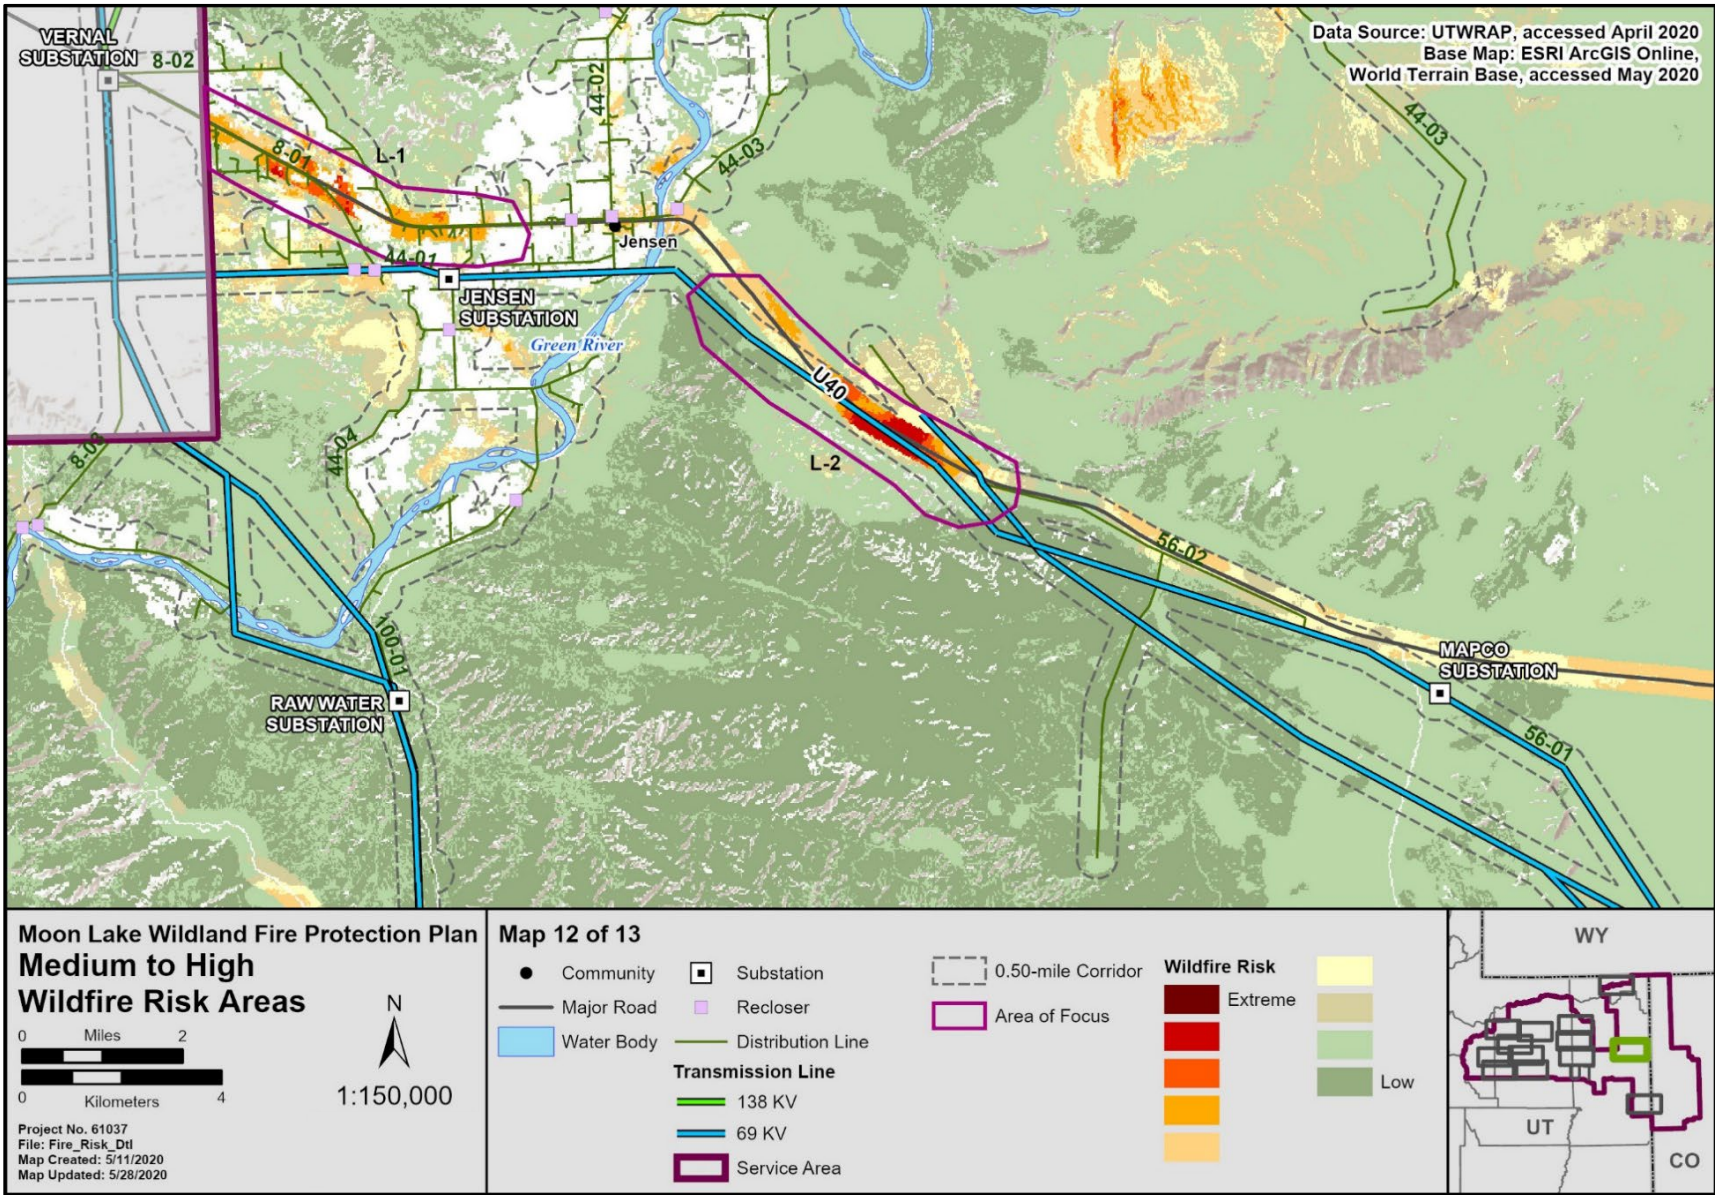 Data Source: UTWRAP, accessed April 2020
Base Map: ESRI ArcGIS Online,
World Terrain Base, accessed May 2020
VERNAL
SUBSTATION
8-02
44-02
44-03
44-03
8-01
L-1
Jensen
44-01
JENSEN
SUBSTATION
Green River
U40
L-2
8-03
44-04
56-02
100-01
RAW WATER
SUBSTATION
MAPCO
SUBSTATION
56-01
Moon Lake Wildland Fire Protection Plan
Medium to High
Wildfire Risk Areas
0 Miles 2
0 Kilometers 4
N
1:150,000
Project No. 61037
File: Fire_Risk_Dtl
Map Created: 5/11/2020
Map Updated: 5/28/2020
Map 12 of 13
Community
Major Road
Water Body
Substation
Recloser
Distribution Line
Transmission Line
138 KV
69 KV
Service Area
0.50-mile Corridor
Area of Focus
Wildfire Risk
Extreme
Low
WY
UT
CO